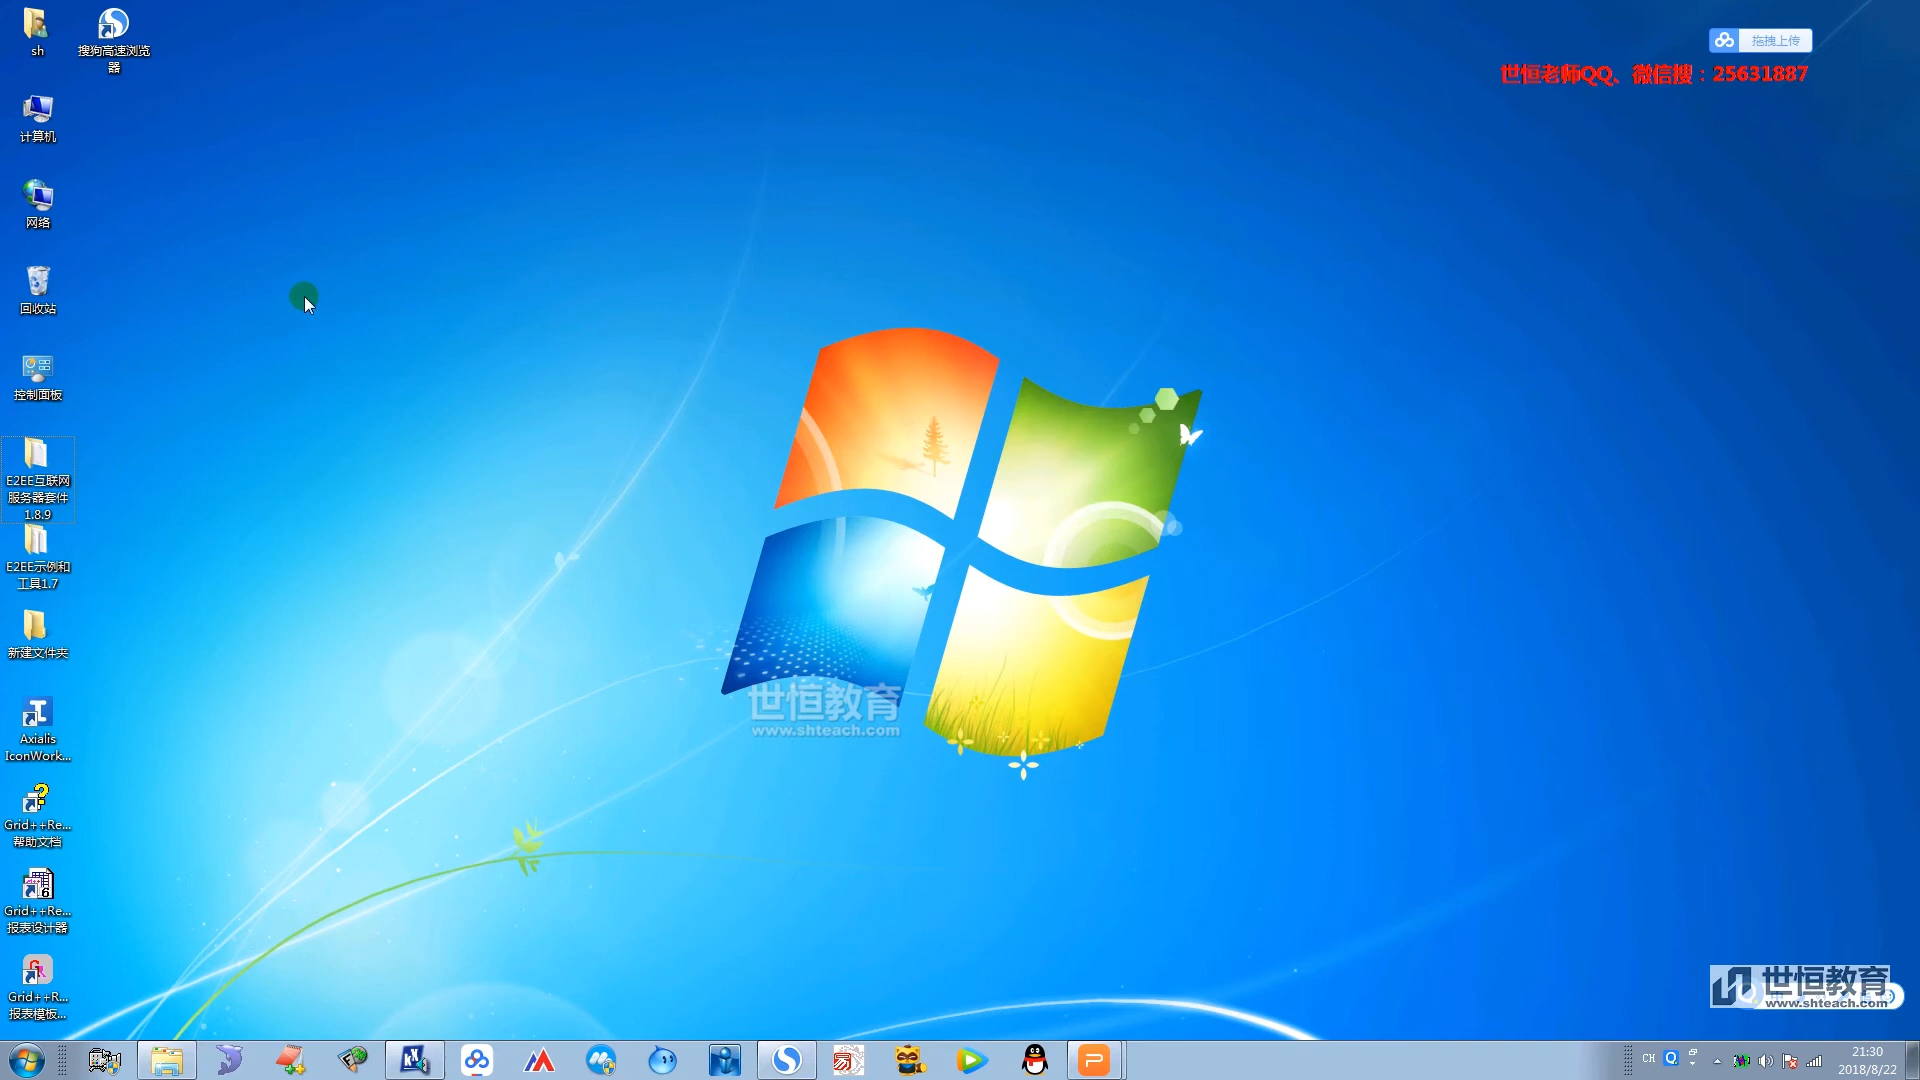 sh
搜狗高速浏览
器
拖拽上传
世恒老师QQ、微信搜：25631887
计算机
网络
回收站
控制面板
E2EE互联网
服务器套件
1.8.9
E2EE示例和
工具1.7
新建文件夹
世恒教育
www.shteach.com
Axialis
IconWork...
Grid++Re...
帮助文档
Grid++Re...
报表设计器
Grid++R...
报表模板...
世恒教育
www.shteach.com
CH
21:30
2018/8/22